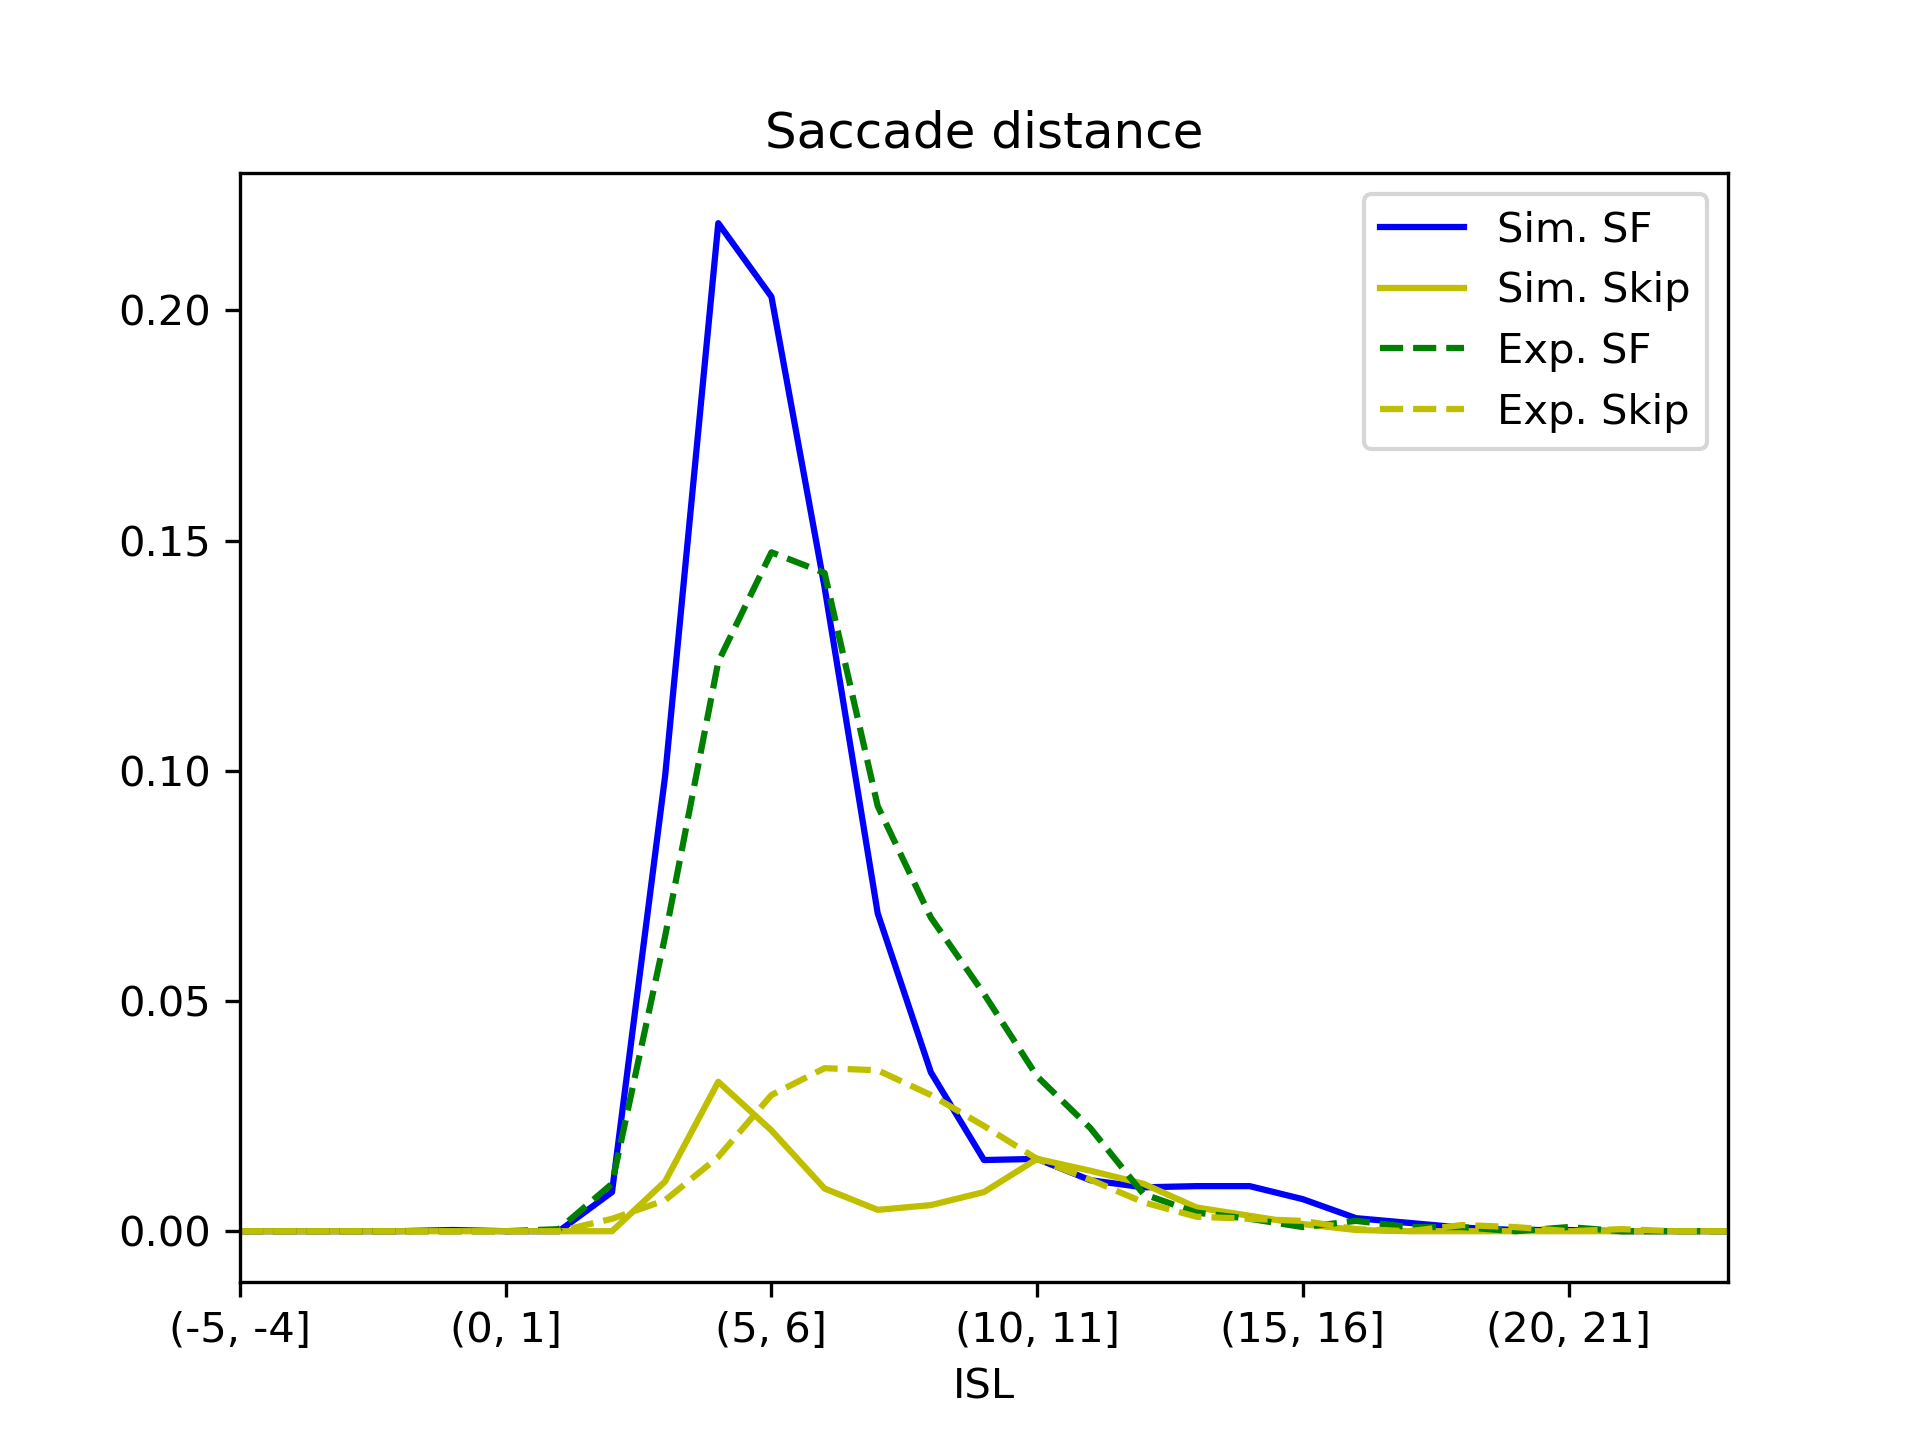 Saccade distance
Sim. SF
Sim. Skip
Exp. SF
Exp. Skip
0.20
0.15
0.10
0.05
0.00
(-5, -4] (0, 1] (5, 6] (10, 11] (15, 16] (20, 21]
ISL